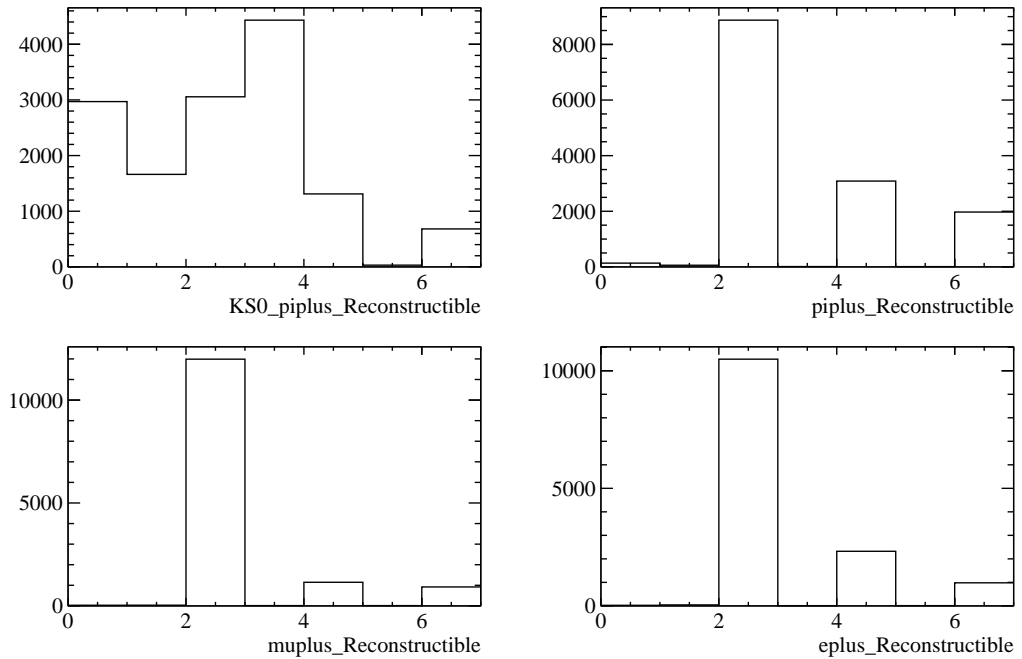 4000
3000
2000
1000
0
0 2 4 6
KS0_piplus_Reconstructible
8000
6000
4000
2000
0
0 2 4 6
piplus_Reconstructible
10000
5000
0
0 2 4 6
muplus_Reconstructible
10000
5000
0
0 2 4 6
eplus_Reconstructible